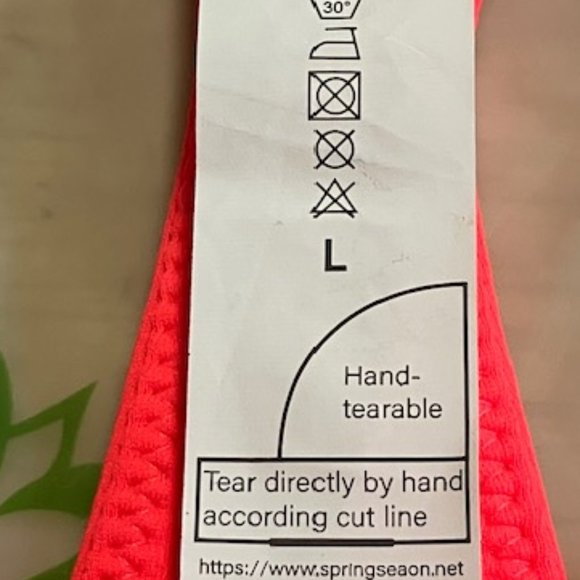 30°
L
Hand-
tearable
Tear directly by hand
according cut line
https://www.springseaon.net